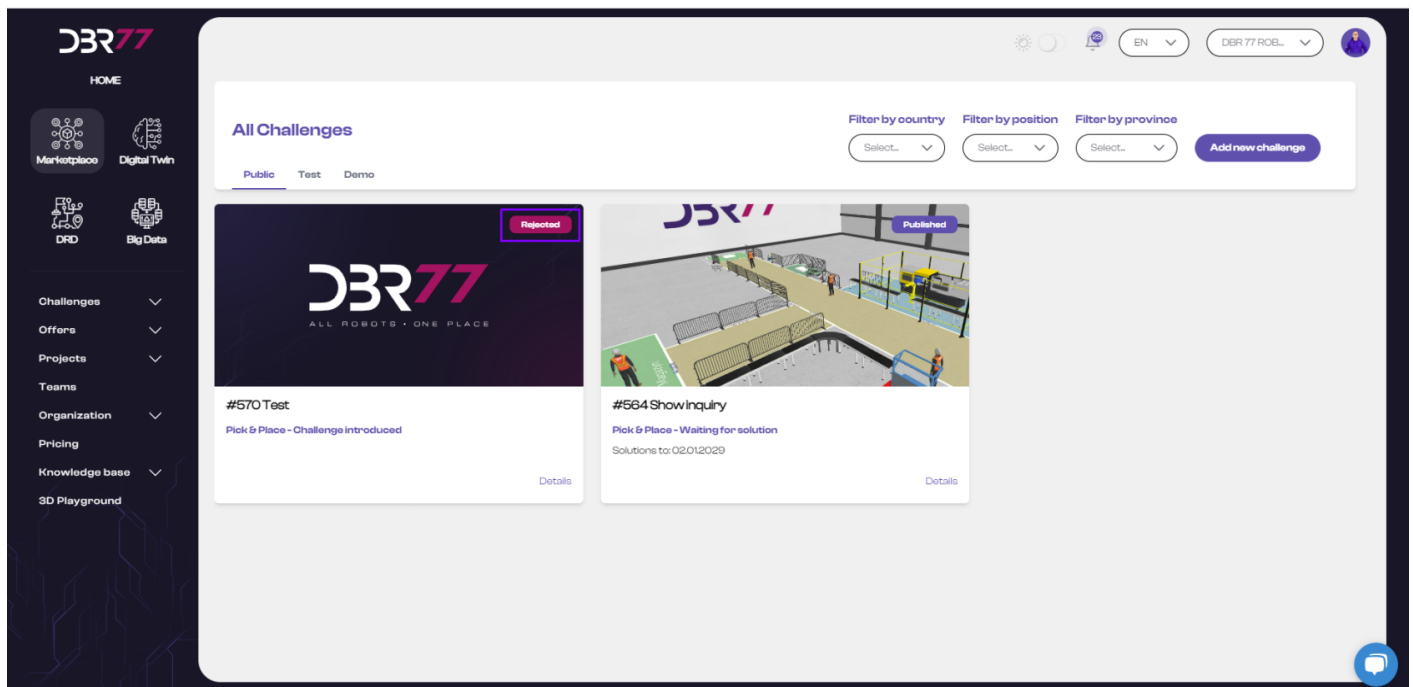 DBR77
HOME
Marketplace
Digital Twin
DRD
Big Data
Challenges
Offers
Projects
Teams
Organization
Pricing
Knowledge base
3D Playground
29
EN
DBR 77 ROB...
All Challenges
Filter by country
Filter by position
Filter by province
Select...
Select...
Select...
Add new challenge
Public
Test
Demo
Rejected
DBR77
ALL ROBOTS • ONE PLACE
#570 Test
Pick & Place - Challenge introduced
Details
DBR77
Published
#564 Show inquiry
Pick & Place - Waiting for solution
Solutions to: 02.01.2029
Details